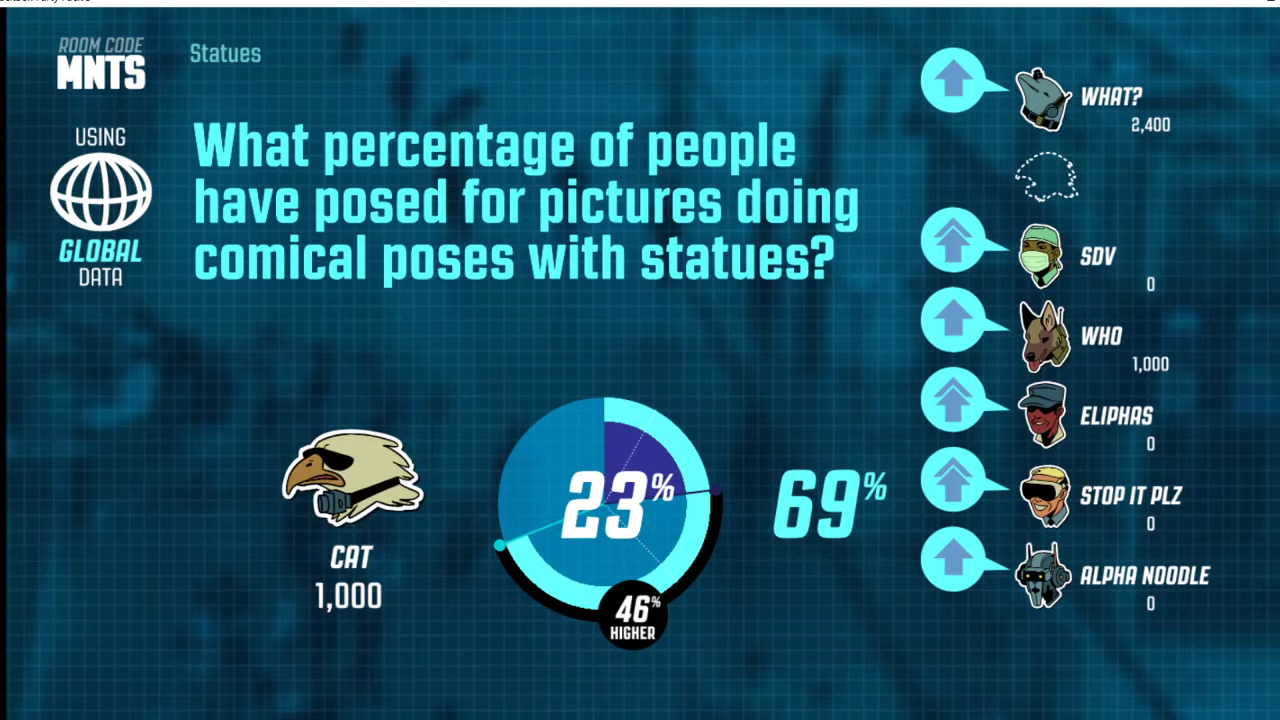 ROOM CODE
MNTS
Statues
USING
GLOBAL
DATA
What percentage of people
have posed for pictures doing
comical poses with statues?
CAT
1,000
23%
46%
HIGHER
69%
WHAT?
2,400
SDV
0
WHO
1,000
ELIPHAS
0
STOP IT PLZ
0
ALPHA NOODLE
0